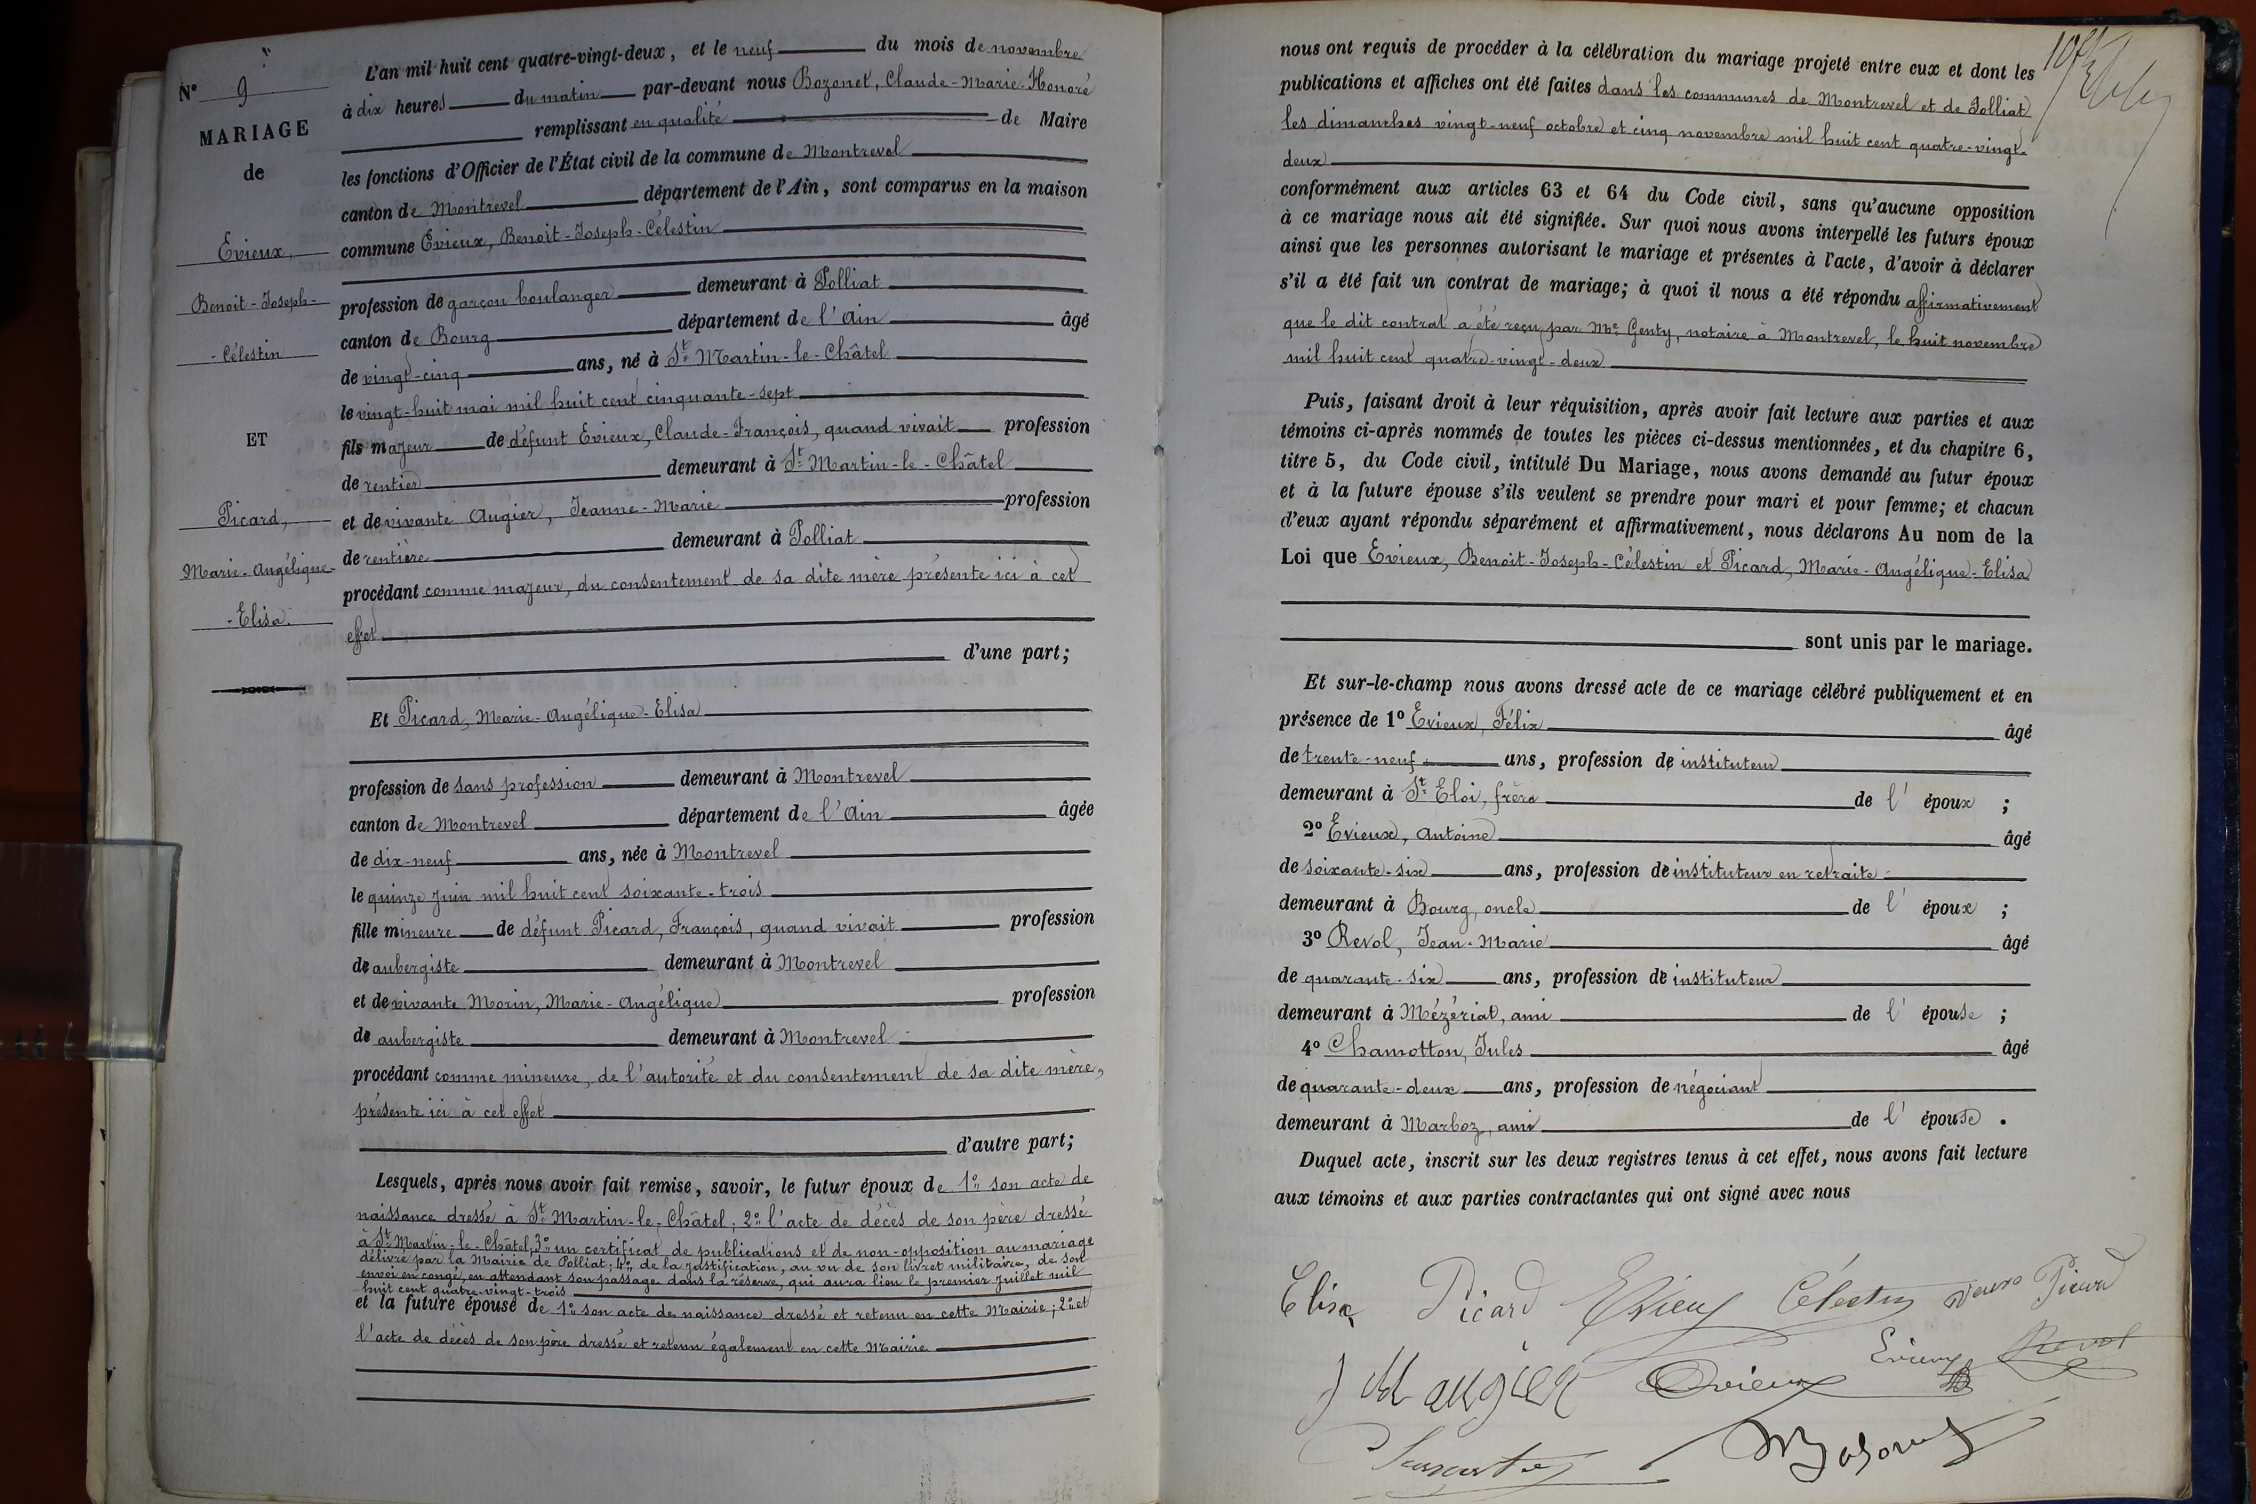 N° 9
MARIAGE
de
Evieux,
Benoit-Joseph-
-Célestin
ET
Picard,
Marie-Angélique-
-Elisa.
L'an mil huit cent quatre-vingt-deux, et le neuf du mois de novembre
à dix heures du matin par-devant nous Bozonet, Claude-Marie-Honoré
remplissant en qualité de Maire
les fonctions d'Officier de l'État civil de la commune de Montrevel
canton de Montrevel département de l'Ain, sont comparus en la maison
commune Evieux, Benoit-Joseph-Célestin
profession de garçon boulanger demeurant à Polliat
canton de Bourg département de l'Ain âgé
de vingt-cinq ans, né à St Martin-le-Châtel
le vingt-huit mai mil huit cent cinquante-sept
fils majeur de défunt Evieux, Claude-François, quand vivait profession
de rentier demeurant à St Martin-le-Châtel
et de vivante Augier, Jeanne-Marie profession
de rentière demeurant à Polliat
procédant comme majeur, du consentement de sa dite mère présente ici à cet
effet
d'une part;
Et Picard, Marie-Angélique-Elisa
profession de sans profession demeurant à Montrevel
canton de Montrevel département de l'Ain âgée
de dix-neuf ans, née à Montrevel
le quinze juin mil huit cent soixante-trois
fille mineure de défunt Picard, François, quand vivait profession
de aubergiste demeurant à Montrevel
et de vivante Morin, Marie-Angélique profession
de aubergiste demeurant à Montrevel
procédant comme mineure, de l'autorité et du consentement de sa dite mère,
présente ici à cet effet
d'autre part;
Lesquels, après nous avoir fait remise, savoir, le futur époux de 1° son acte de
naissance dressé à St Martin-le-Châtel; 2° l'acte de décès de son père dressé
à St Martin-le-Châtel, 3° un certificat de publications et de non-opposition au mariage
délivré par la Mairie de Polliat; 4° de la justification, au vu de son livret militaire, de son
envoi en congé, en attendant son passage dans la réserve, qui aura lieu le premier juillet mil
huit cent quatre-vingt-trois
et la future épouse de 1° son acte de naissance dressé et retenu en cette Mairie; 2° et
l'acte de décès de son père dressé et retenu également en cette Mairie
nous ont requis de procéder à la célébration du mariage projeté entre eux et dont les
publications et affiches ont été faites dans les communes de Montrevel et de Polliat
les dimanches vingt-neuf octobre et cinq novembre mil huit cent quatre-vingt-
deux
conformément aux articles 63 et 64 du Code civil, sans qu'aucune opposition
à ce mariage nous ait été signifiée. Sur quoi nous avons interpellé les futurs époux
ainsi que les personnes autorisant le mariage et présentes à l'acte, d'avoir à déclarer
s'il a été fait un contrat de mariage; à quoi il nous a été répondu affirmativement
que le dit contrat a été reçu par Me Genty, notaire à Montrevel, le huit novembre
mil huit cent quatre-vingt-deux
Puis, faisant droit à leur réquisition, après avoir fait lecture aux parties et aux
témoins ci-après nommés de toutes les pièces ci-dessus mentionnées, et du chapitre 6,
titre 5, du Code civil, intitulé Du Mariage, nous avons demandé au futur époux
et à la future épouse s'ils veulent se prendre pour mari et pour femme; et chacun
d'eux ayant répondu séparément et affirmativement, nous déclarons Au nom de la
Loi que Evieux, Benoit-Joseph-Célestin et Picard, Marie-Angélique-Elisa
sont unis par le mariage.
Et sur-le-champ nous avons dressé acte de ce mariage célébré publiquement et en
présence de 1° Evieux, Félix âgé
de trente-neuf ans, profession de instituteur
demeurant à St Eloi, frère de l'époux ;
2° Evieux, Antoine âgé
de soixante-six ans, profession de instituteur en retraite
demeurant à Bourg, oncle de l'époux ;
3° Revol, Jean-Marie âgé
de quarante-six ans, profession de instituteur
demeurant à Mézériat, ami de l'épouse ;
4° Chamotton, Jules âgé
de quarante-deux ans, profession de négociant
demeurant à Marboz, ami de l'épouse .
Duquel acte, inscrit sur les deux registres tenus à cet effet, nous avons fait lecture
aux témoins et aux parties contractantes qui ont signé avec nous
Elisa Picard Evieux Célestin veuve Picard
J M augier Evieux Evieux Revol
Bozonet